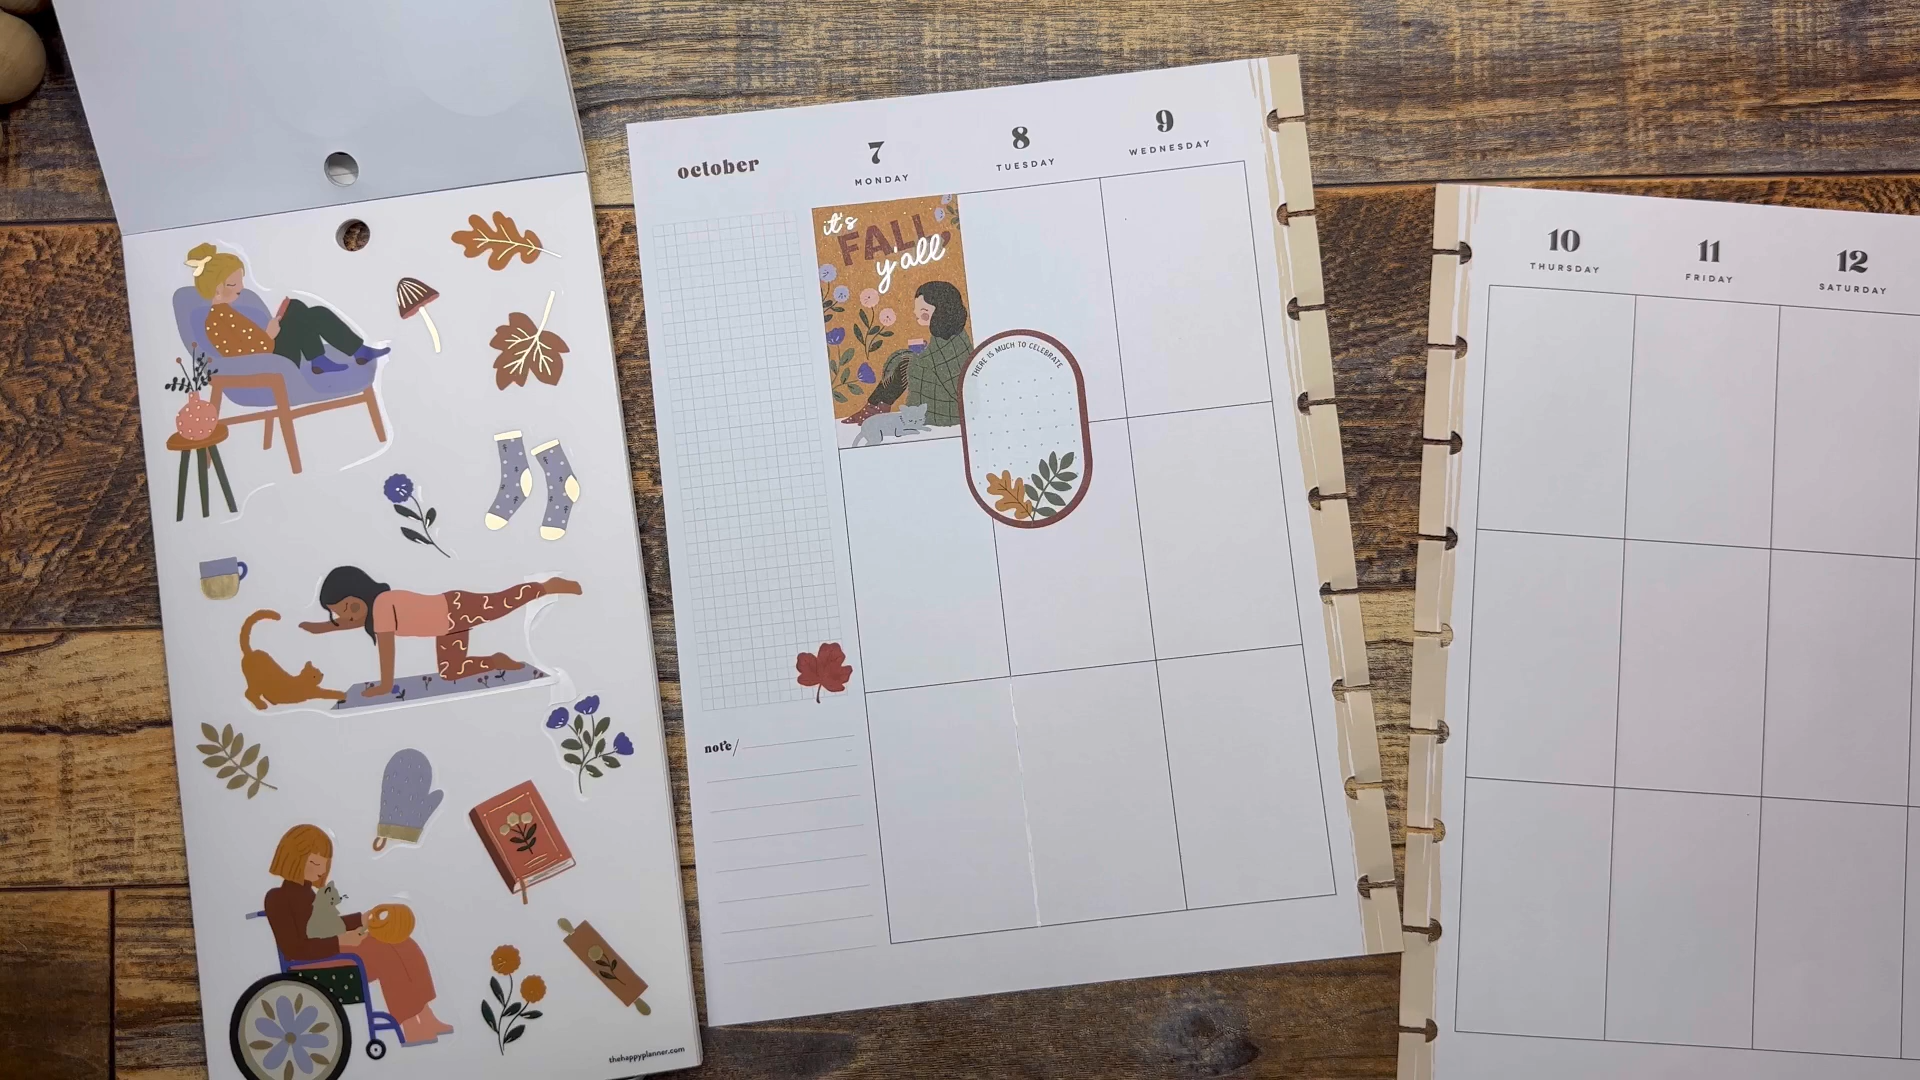 october
7
MONDAY
8
TUESDAY
9
WEDNESDAY
it's
FALL,
y'all
THERE IS MUCH TO CELEBRATE
note/
10
THURSDAY
11
FRIDAY
12
SATURDAY
thehappyplanner.com